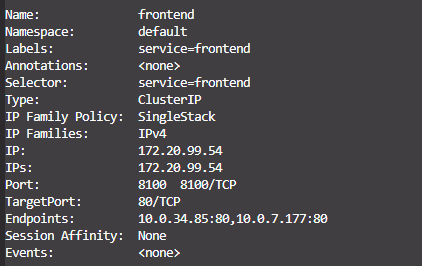 Name:              frontend
Namespace:         default
Labels:            service=frontend
Annotations:       <none>
Selector:          service=frontend
Type:              ClusterIP
IP Family Policy:  SingleStack
IP Families:       IPv4
IP:                172.20.99.54
IPs:               172.20.99.54
Port:              8100  8100/TCP
TargetPort:        80/TCP
Endpoints:         10.0.34.85:80,10.0.7.177:80
Session Affinity:  None
Events:            <none>